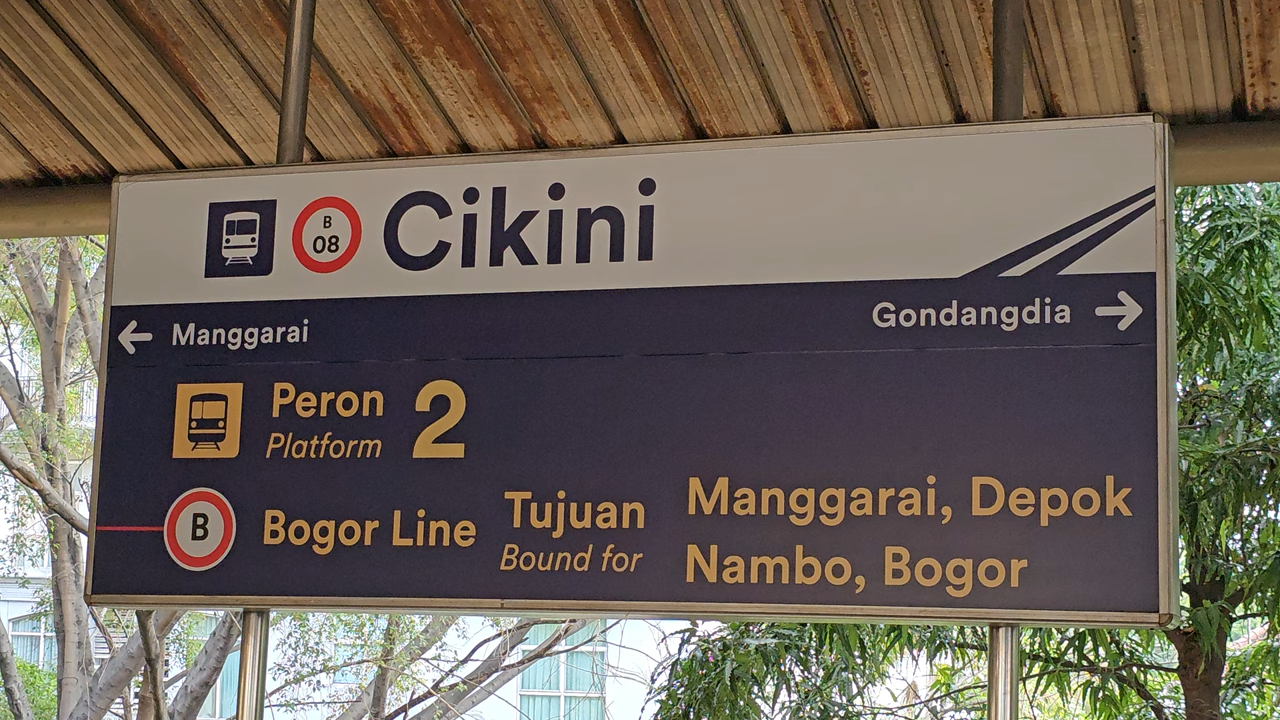 B
08
Cikini
Manggarai
Gondangdia
Peron 2
Platform
B
Bogor Line
Tujuan
Bound for
Manggarai, Depok
Nambo, Bogor